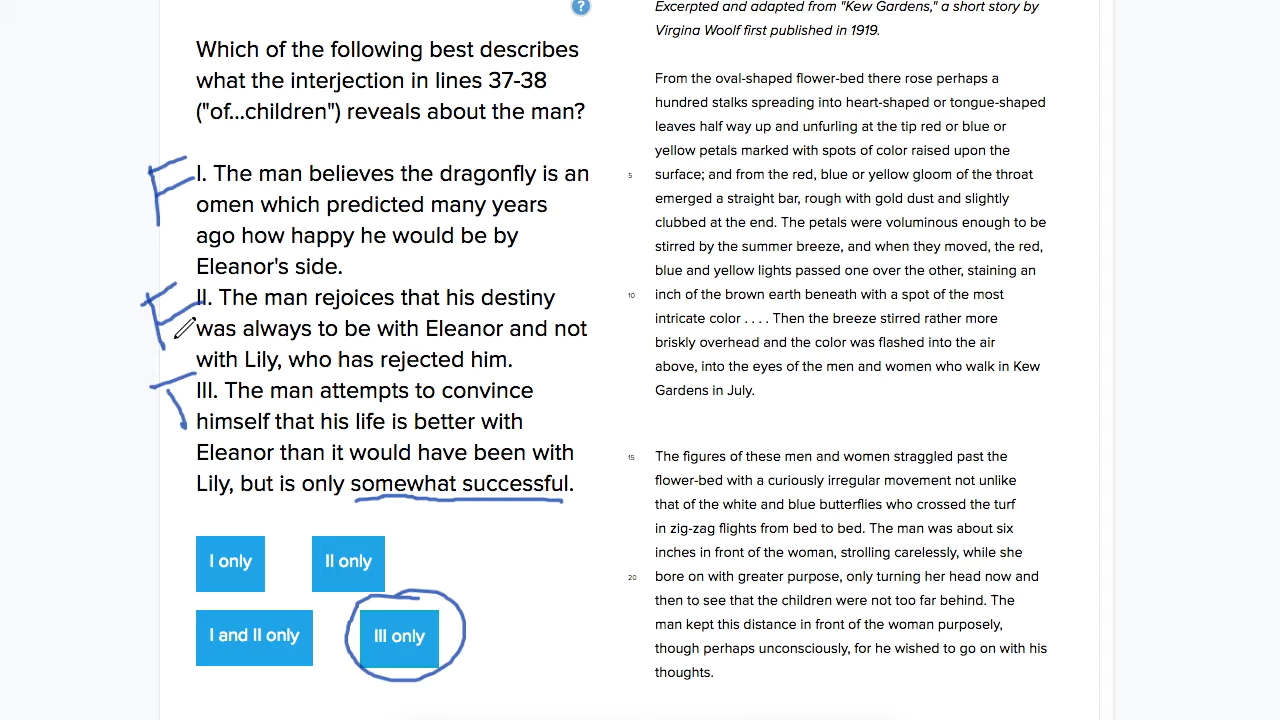 ?
Which of the following best describes
what the interjection in lines 37-38
("of...children") reveals about the man?
F
I. The man believes the dragonfly is an
omen which predicted many years
ago how happy he would be by
Eleanor's side.
F
II. The man rejoices that his destiny
was always to be with Eleanor and not
with Lily, who has rejected him.
T
III. The man attempts to convince
himself that his life is better with
Eleanor than it would have been with
Lily, but is only somewhat successful.
I only
II only
I and II only
III only
Excerpted and adapted from "Kew Gardens," a short story by
Virgina Woolf first published in 1919.
From the oval-shaped flower-bed there rose perhaps a
hundred stalks spreading into heart-shaped or tongue-shaped
leaves half way up and unfurling at the tip red or blue or
yellow petals marked with spots of color raised upon the
5 surface; and from the red, blue or yellow gloom of the throat
emerged a straight bar, rough with gold dust and slightly
clubbed at the end. The petals were voluminous enough to be
stirred by the summer breeze, and when they moved, the red,
blue and yellow lights passed one over the other, staining an
10 inch of the brown earth beneath with a spot of the most
intricate color . . . . Then the breeze stirred rather more
briskly overhead and the color was flashed into the air
above, into the eyes of the men and women who walk in Kew
Gardens in July.
15 The figures of these men and women straggled past the
flower-bed with a curiously irregular movement not unlike
that of the white and blue butterflies who crossed the turf
in zig-zag flights from bed to bed. The man was about six
inches in front of the woman, strolling carelessly, while she
20 bore on with greater purpose, only turning her head now and
then to see that the children were not too far behind. The
man kept this distance in front of the woman purposely,
though perhaps unconsciously, for he wished to go on with his
thoughts.